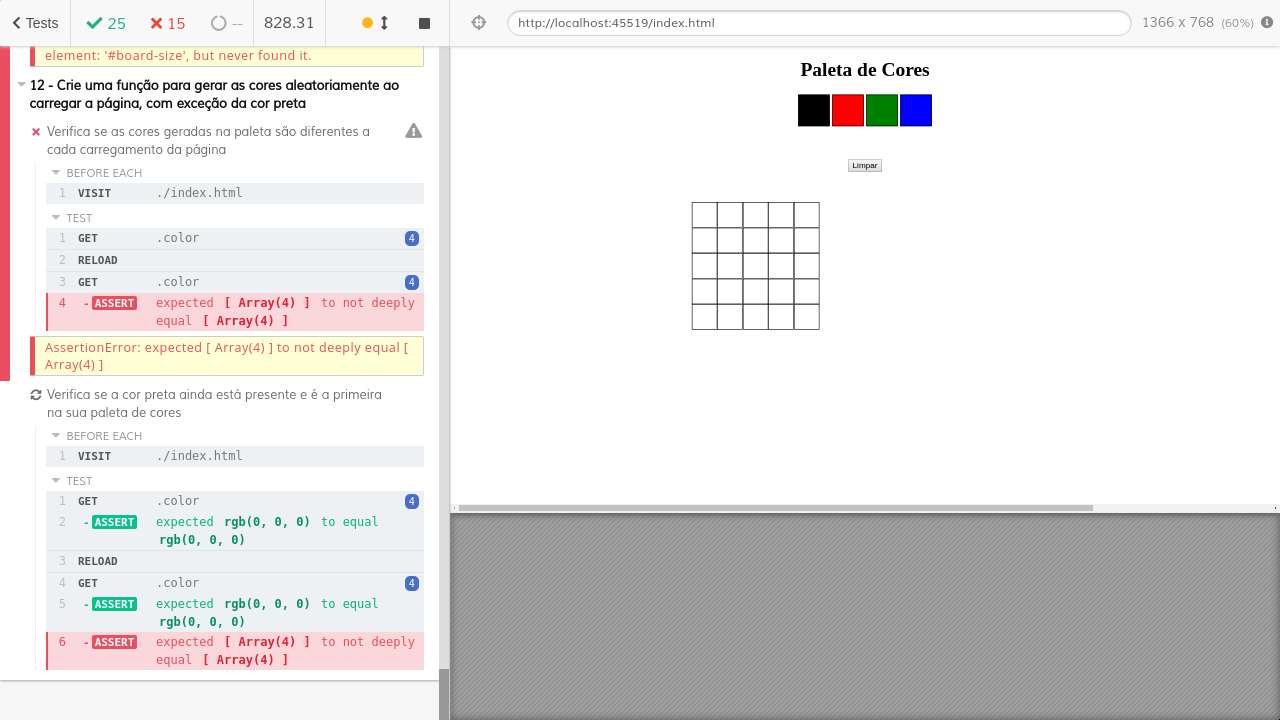 Tests 25 15 -- 828.31
http://localhost:45519/index.html 1366 x 768 (60%)
element: '#board-size', but never found it.
12 - Crie uma função para gerar as cores aleatoriamente ao
carregar a página, com exceção da cor preta
Verifica se as cores geradas na paleta são diferentes a
cada carregamento da página
BEFORE EACH
1 VISIT ./index.html
TEST
1 GET .color 4
2 RELOAD
3 GET .color 4
4 -ASSERT expected [ Array(4) ] to not deeply
equal [ Array(4) ]
AssertionError: expected [ Array(4) ] to not deeply equal [
Array(4) ]
Verifica se a cor preta ainda está presente e é a primeira
na sua paleta de cores
BEFORE EACH
1 VISIT ./index.html
TEST
1 GET .color 4
2 -ASSERT expected rgb(0, 0, 0) to equal
rgb(0, 0, 0)
3 RELOAD
4 GET .color 4
5 -ASSERT expected rgb(0, 0, 0) to equal
rgb(0, 0, 0)
6 -ASSERT expected [ Array(4) ] to not deeply
equal [ Array(4) ]
Paleta de Cores
Limpar